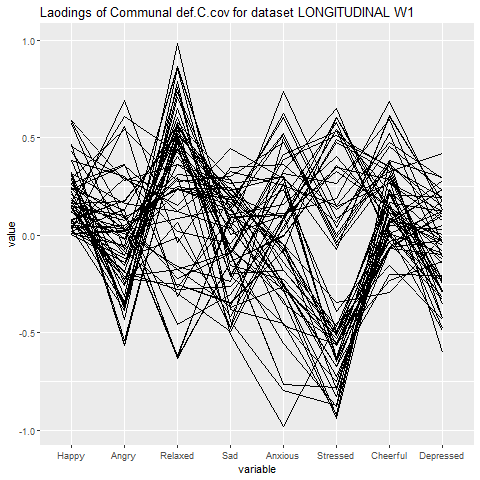 Laodings of Communal def.C.cov for dataset LONGITUDINAL W1
1.0
0.5
0.0
-0.5
-1.0
value
Happy Angry Relaxed Sad Anxious Stressed Cheerful Depressed
variable